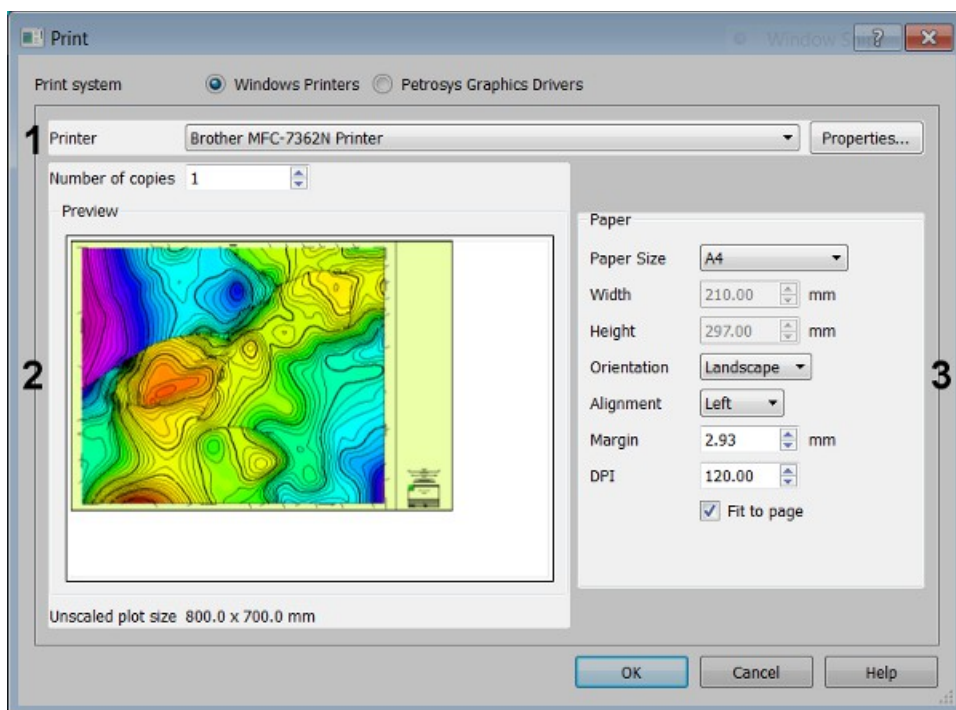 Print
Print system Windows Printers Petrosys Graphics Drivers
1 Printer Brother MFC-7362N Printer Properties...
Number of copies 1
Preview
2
Unscaled plot size 800.0 x 700.0 mm
Paper
Paper Size A4
Width 210.00 mm
Height 297.00 mm
Orientation Landscape
3
Alignment Left
Margin 2.93 mm
DPI 120.00
Fit to page
OK Cancel Help